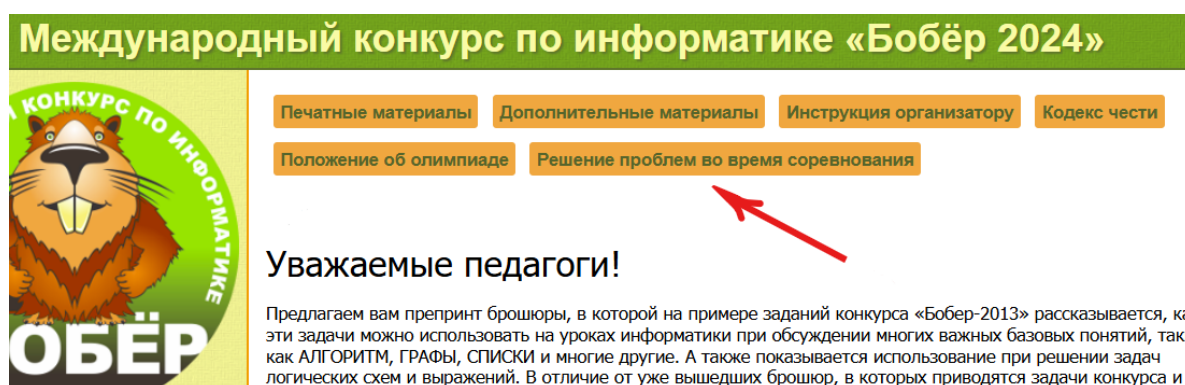 Международный конкурс по информатике «Бобёр 2024»
КОНКУРС ПО ИНФОРМАТИКЕ
ОБЁР
Печатные материалы Дополнительные материалы Инструкция организатору Кодекс чести
Положение об олимпиаде Решение проблем во время соревнования
Уважаемые педагоги!
Предлагаем вам препринт брошюры, в которой на примере заданий конкурса «Бобер-2013» рассказывается,
эти задачи можно использовать на уроках информатики при обсуждении многих важных базовых понятий, так
как АЛГОРИТМ, ГРАФЫ, СПИСКИ и многие другие. А также показывается использование при решении задач
логических схем и выражений. В отличие от уже вышедших брошюр, в которых приводятся задачи конкурса и